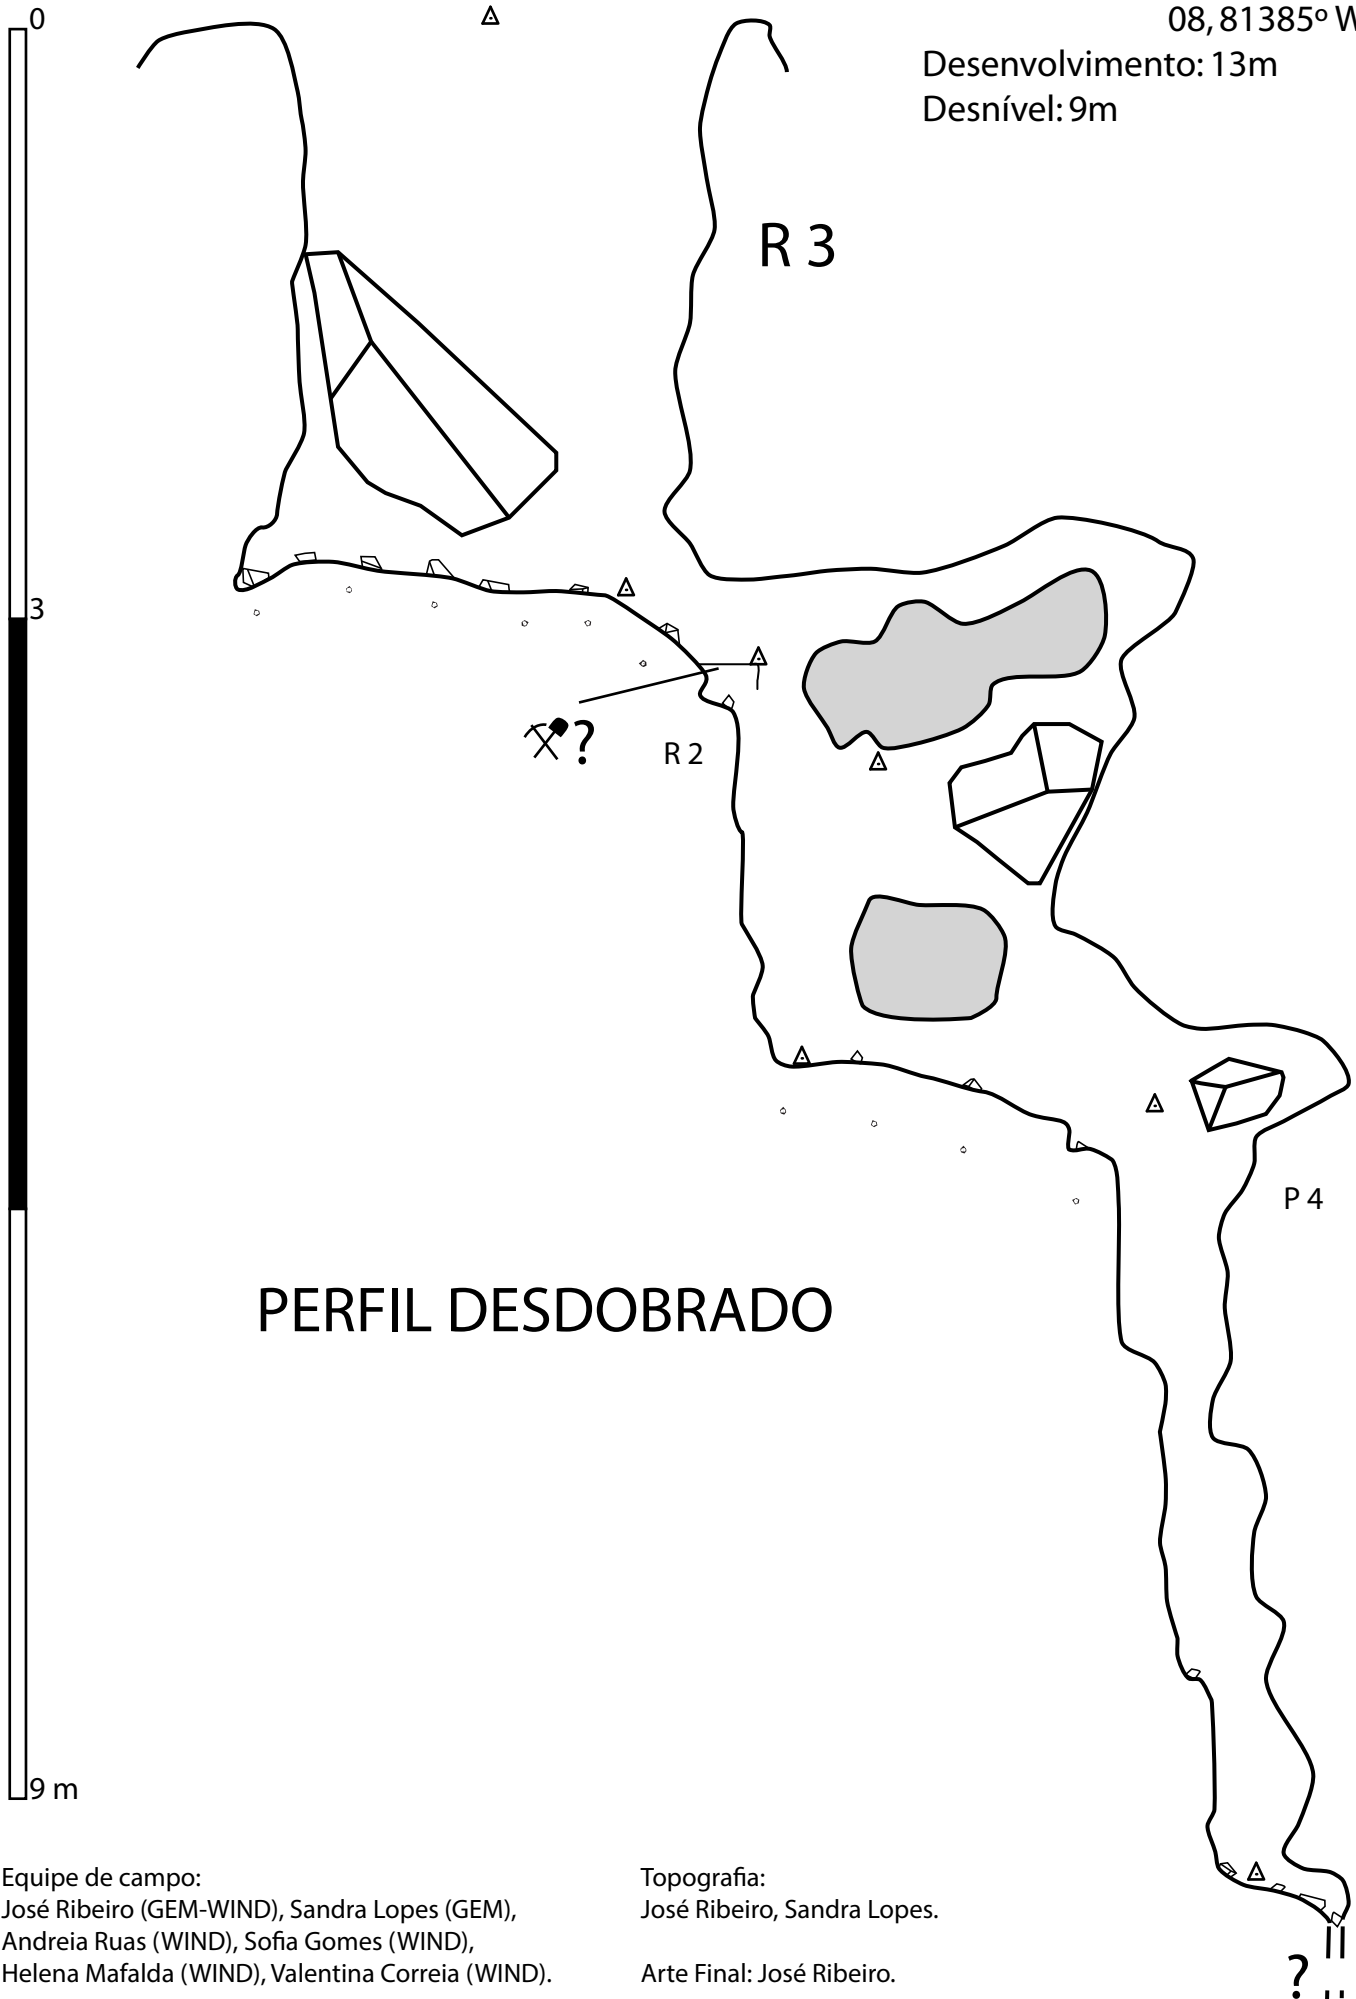 0
08,81385º W
Desenvolvimento: 13m
Desnível: 9m
R 3
3
?
R 2
P 4
PERFIL DESDOBRADO
9 m
Equipe de campo:
José Ribeiro (GEM-WIND), Sandra Lopes (GEM),
Andreia Ruas (WIND), Sofia Gomes (WIND),
Helena Mafalda (WIND), Valentina Correia (WIND).
Topografia:
José Ribeiro, Sandra Lopes.
Arte Final: José Ribeiro.
?